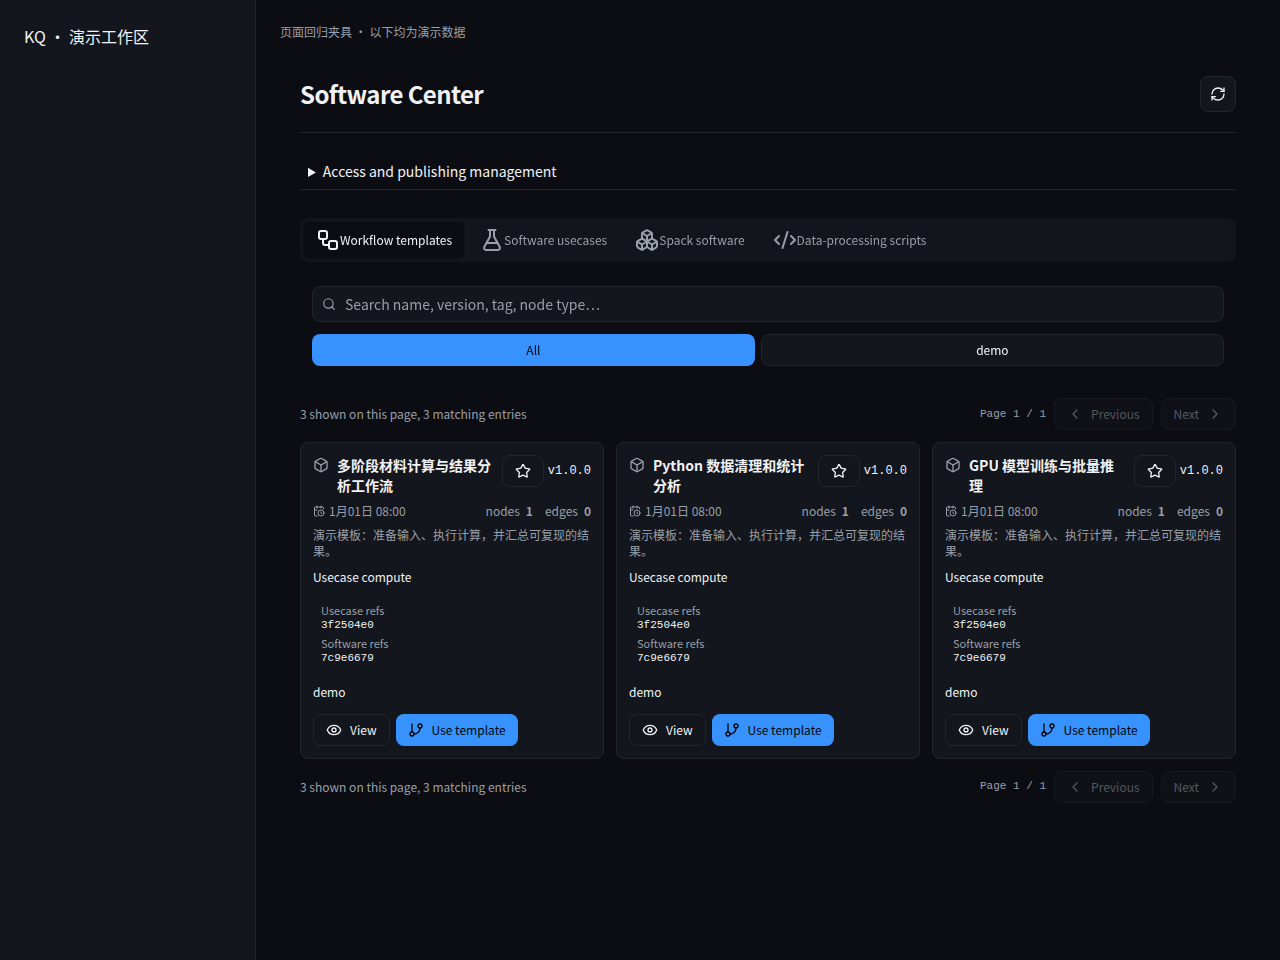 KQ · 演示工作区
页面回归夹具 · 以下均为演示数据
Software Center
Access and publishing management
Workflow templates
Software usecases
Spack software
Data-processing scripts
Search name, version, tag, node type…
All
demo
3 shown on this page, 3 matching entries
Page 1 / 1
Previous
Next
多阶段材料计算与结果分
析工作流
v1.0.0
1月01日 08:00
nodes 1 edges 0
演示模板：准备输入、执行计算，并汇总可复现的结
果。
Usecase compute
Usecase refs
3f2504e0
Software refs
7c9e6679
demo
View
Use template
Python 数据清理和统计
分析
v1.0.0
1月01日 08:00
nodes 1 edges 0
演示模板：准备输入、执行计算，并汇总可复现的结
果。
Usecase compute
Usecase refs
3f2504e0
Software refs
7c9e6679
demo
View
Use template
GPU 模型训练与批量推
理
v1.0.0
1月01日 08:00
nodes 1 edges 0
演示模板：准备输入、执行计算，并汇总可复现的结
果。
Usecase compute
Usecase refs
3f2504e0
Software refs
7c9e6679
demo
View
Use template
3 shown on this page, 3 matching entries
Page 1 / 1
Previous
Next